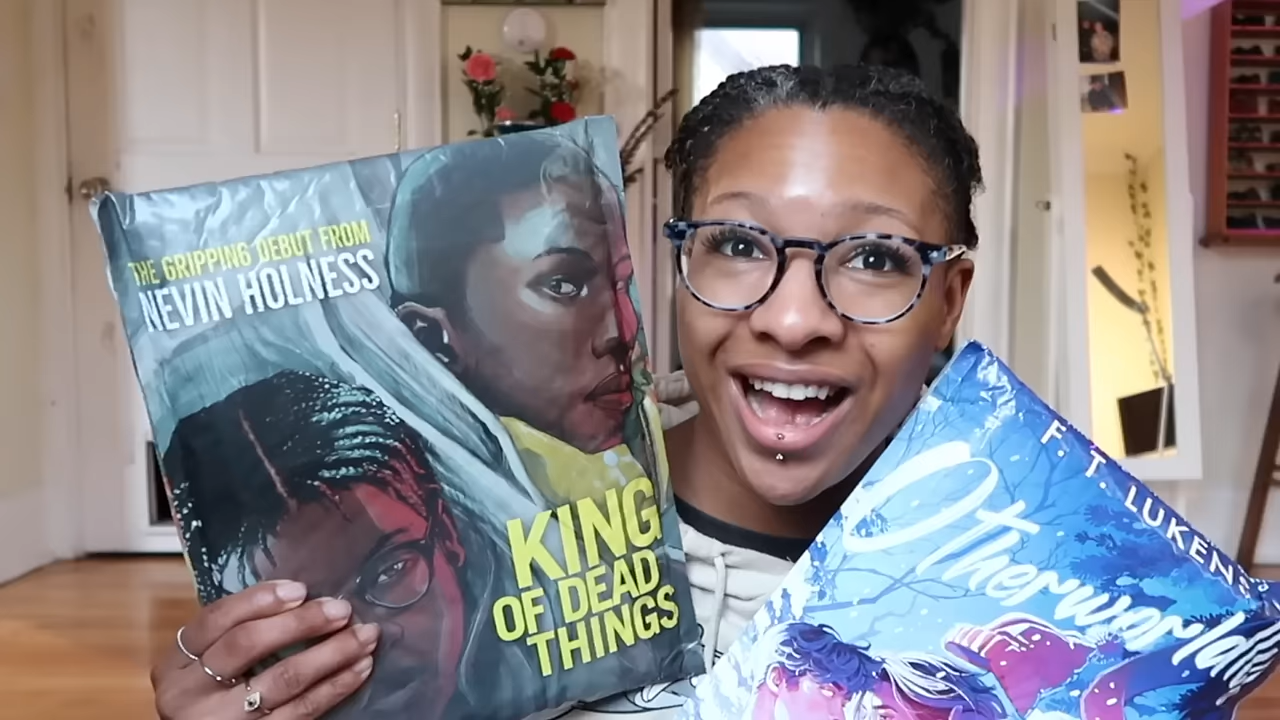 THE GRIPPING DEBUT FROM
NEVIN HOLNESS
KING
OF DEAD
THINGS
F. T. LUKENS
Otherworldly